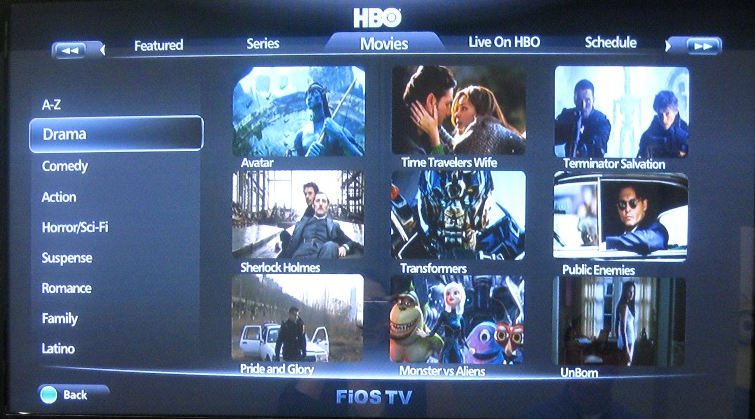 HBO
Featured
Series
Movies
Live On HBO
Schedule
A-Z
Drama
Comedy
Action
Horror/Sci-Fi
Suspense
Romance
Family
Latino
Avatar
Time Travelers Wife
Terminator Salvation
Sherlock Holmes
Transformers
Public Enemies
Pride and Glory
Monster vs Aliens
UnBorn
Back
FiOS TV